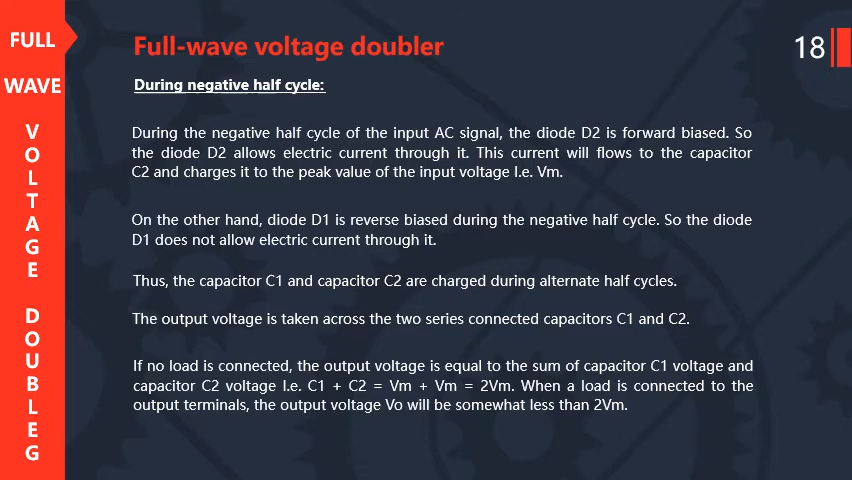 FULL
WAVE
V
O
L
T
A
G
E
D
O
U
B
L
E
G
Full-wave voltage doubler
18
During negative half cycle:
During the negative half cycle of the input AC signal, the diode D2 is forward biased. So
the diode D2 allows electric current through it. This current will flows to the capacitor
C2 and charges it to the peak value of the input voltage I.e. Vm.
On the other hand, diode D1 is reverse biased during the negative half cycle. So the diode
D1 does not allow electric current through it.
Thus, the capacitor C1 and capacitor C2 are charged during alternate half cycles.
The output voltage is taken across the two series connected capacitors C1 and C2.
If no load is connected, the output voltage is equal to the sum of capacitor C1 voltage and
capacitor C2 voltage I.e. C1 + C2 = Vm + Vm = 2Vm. When a load is connected to the
output terminals, the output voltage Vo will be somewhat less than 2Vm.